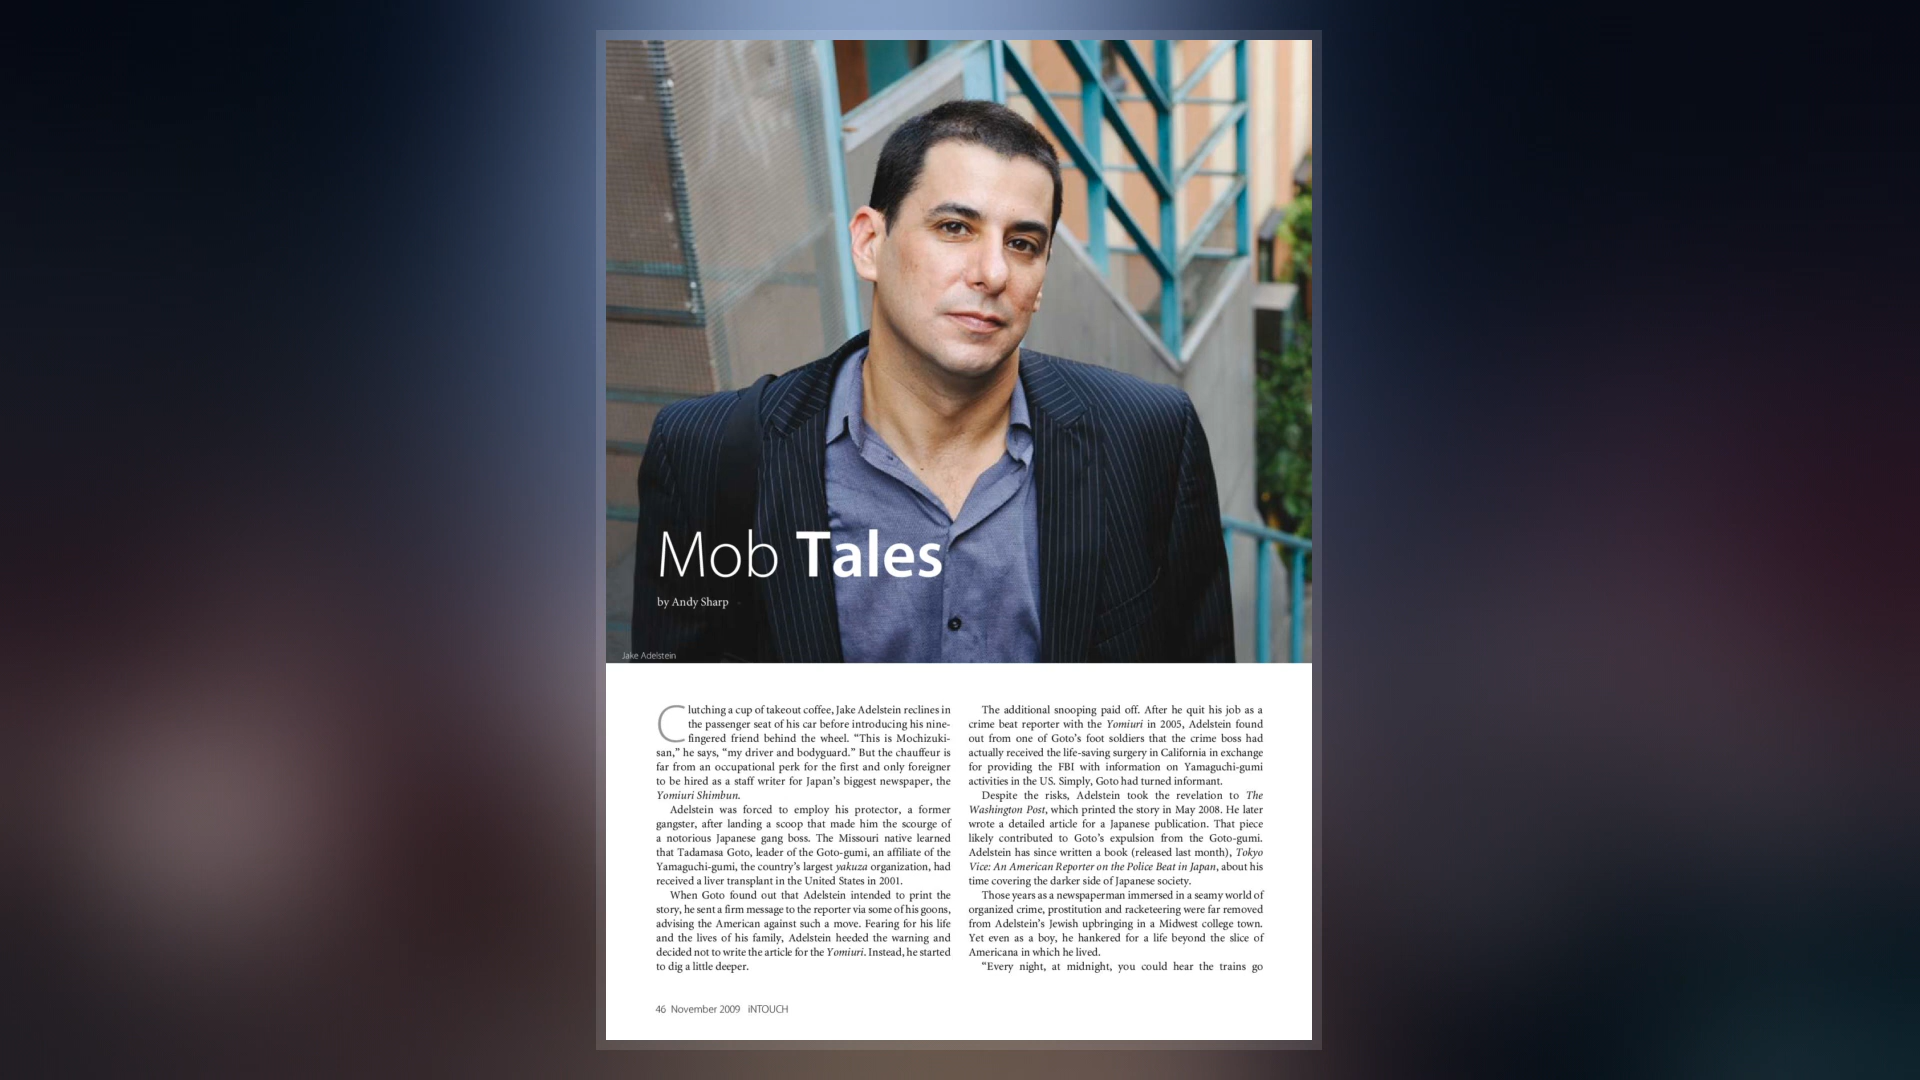 Mob Tales
by Andy Sharp
Jake Adelstein
Clutching a cup of takeout coffee, Jake Adelstein reclines in
the passenger seat of his car before introducing his nine-
fingered friend behind the wheel. “This is Mochizuki-
san,” he says, “my driver and bodyguard.” But the chauffeur is
far from an occupational perk for the first and only foreigner
to be hired as a staff writer for Japan’s biggest newspaper, the
Yomiuri Shimbun.
Adelstein was forced to employ his protector, a former
gangster, after landing a scoop that made him the scourge of
a notorious Japanese gang boss. The Missouri native learned
that Tadamasa Goto, leader of the Goto-gumi, an affiliate of the
Yamaguchi-gumi, the country’s largest yakuza organization, had
received a liver transplant in the United States in 2001.
When Goto found out that Adelstein intended to print the
story, he sent a firm message to the reporter via some of his goons,
advising the American against such a move. Fearing for his life
and the lives of his family, Adelstein heeded the warning and
decided not to write the article for the Yomiuri. Instead, he started
to dig a little deeper.
The additional snooping paid off. After he quit his job as a
crime beat reporter with the Yomiuri in 2005, Adelstein found
out from one of Goto’s foot soldiers that the crime boss had
actually received the life-saving surgery in California in exchange
for providing the FBI with information on Yamaguchi-gumi
activities in the US. Simply, Goto had turned informant.
Despite the risks, Adelstein took the revelation to The
Washington Post, which printed the story in May 2008. He later
wrote a detailed article for a Japanese publication. That piece
likely contributed to Goto’s expulsion from the Goto-gumi.
Adelstein has since written a book (released last month), Tokyo
Vice: An American Reporter on the Police Beat in Japan, about his
time covering the darker side of Japanese society.
Those years as a newspaperman immersed in a seamy world of
organized crime, prostitution and racketeering were far removed
from Adelstein’s Jewish upbringing in a Midwest college town.
Yet even as a boy, he hankered for a life beyond the slice of
Americana in which he lived.
“Every night, at midnight, you could hear the trains go
46 November 2009 iNTOUCH